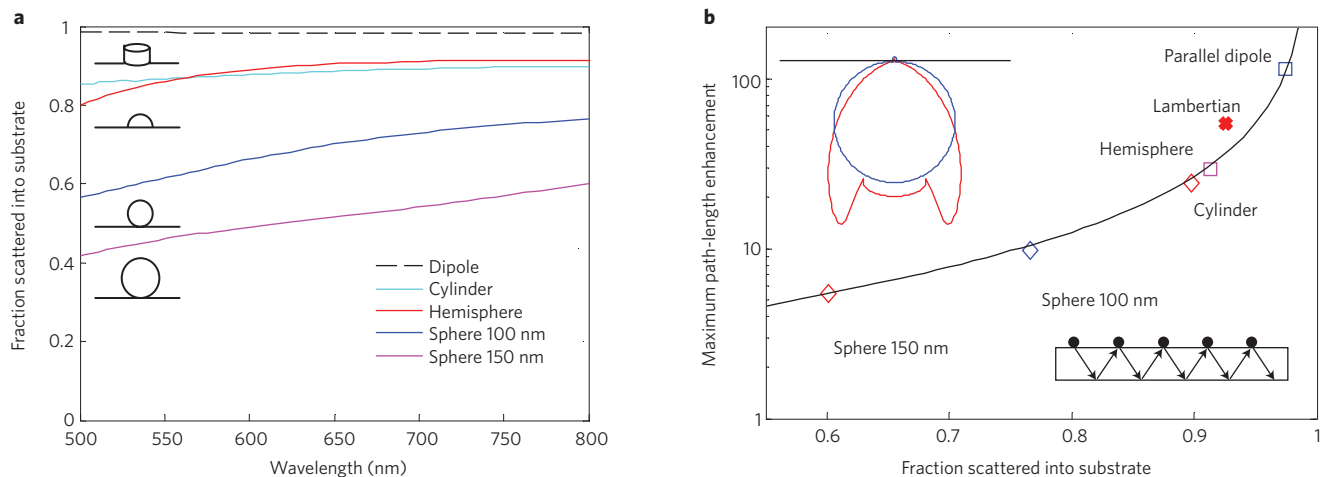 a
Fraction scattered into substrate
1
0.8
0.6
0.4
0.2
0
500
550
600
650
700
750
800
Wavelength (nm)
Dipole
Cylinder
Hemisphere
Sphere 100 nm
Sphere 150 nm
b
Maximum path-length enhancement
100
10
1
0.6
0.7
0.8
0.9
1
Fraction scattered into substrate
Parallel dipole
Lambertian
Hemisphere
Cylinder
Sphere 100 nm
Sphere 150 nm